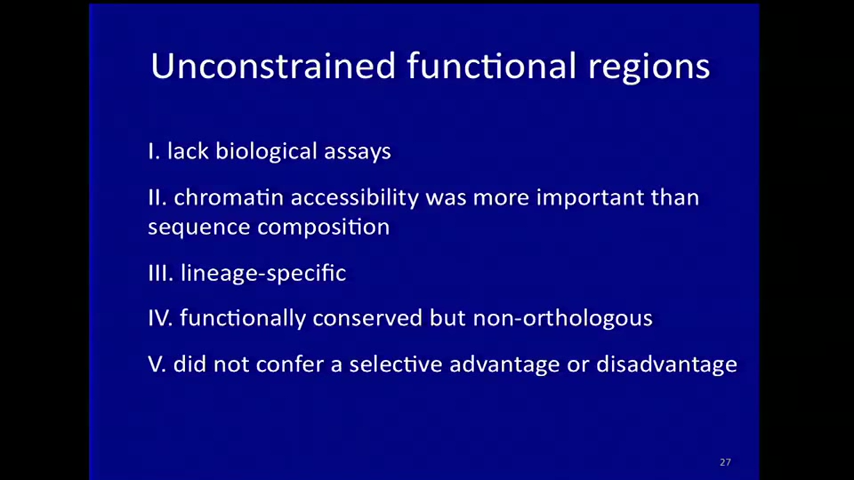 Unconstrained functional regions
I. lack biological assays
II. chromatin accessibility was more important than
sequence composition
III. lineage-specific
IV. functionally conserved but non-orthologous
V. did not confer a selective advantage or disadvantage
27